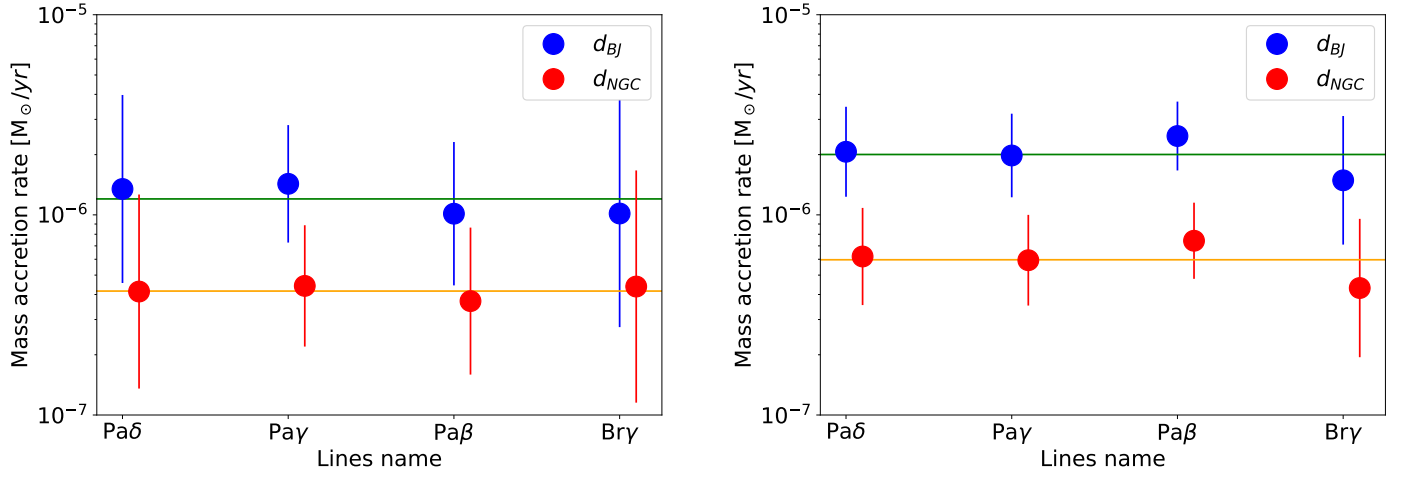 Mass accretion rate [M⊙/yr]
10⁻⁵
10⁻⁶
10⁻⁷
d_BJ
d_NGC
Paδ Paγ Paβ Brγ
Lines name
Mass accretion rate [M⊙/yr]
10⁻⁵
10⁻⁶
10⁻⁷
d_BJ
d_NGC
Paδ Paγ Paβ Brγ
Lines name